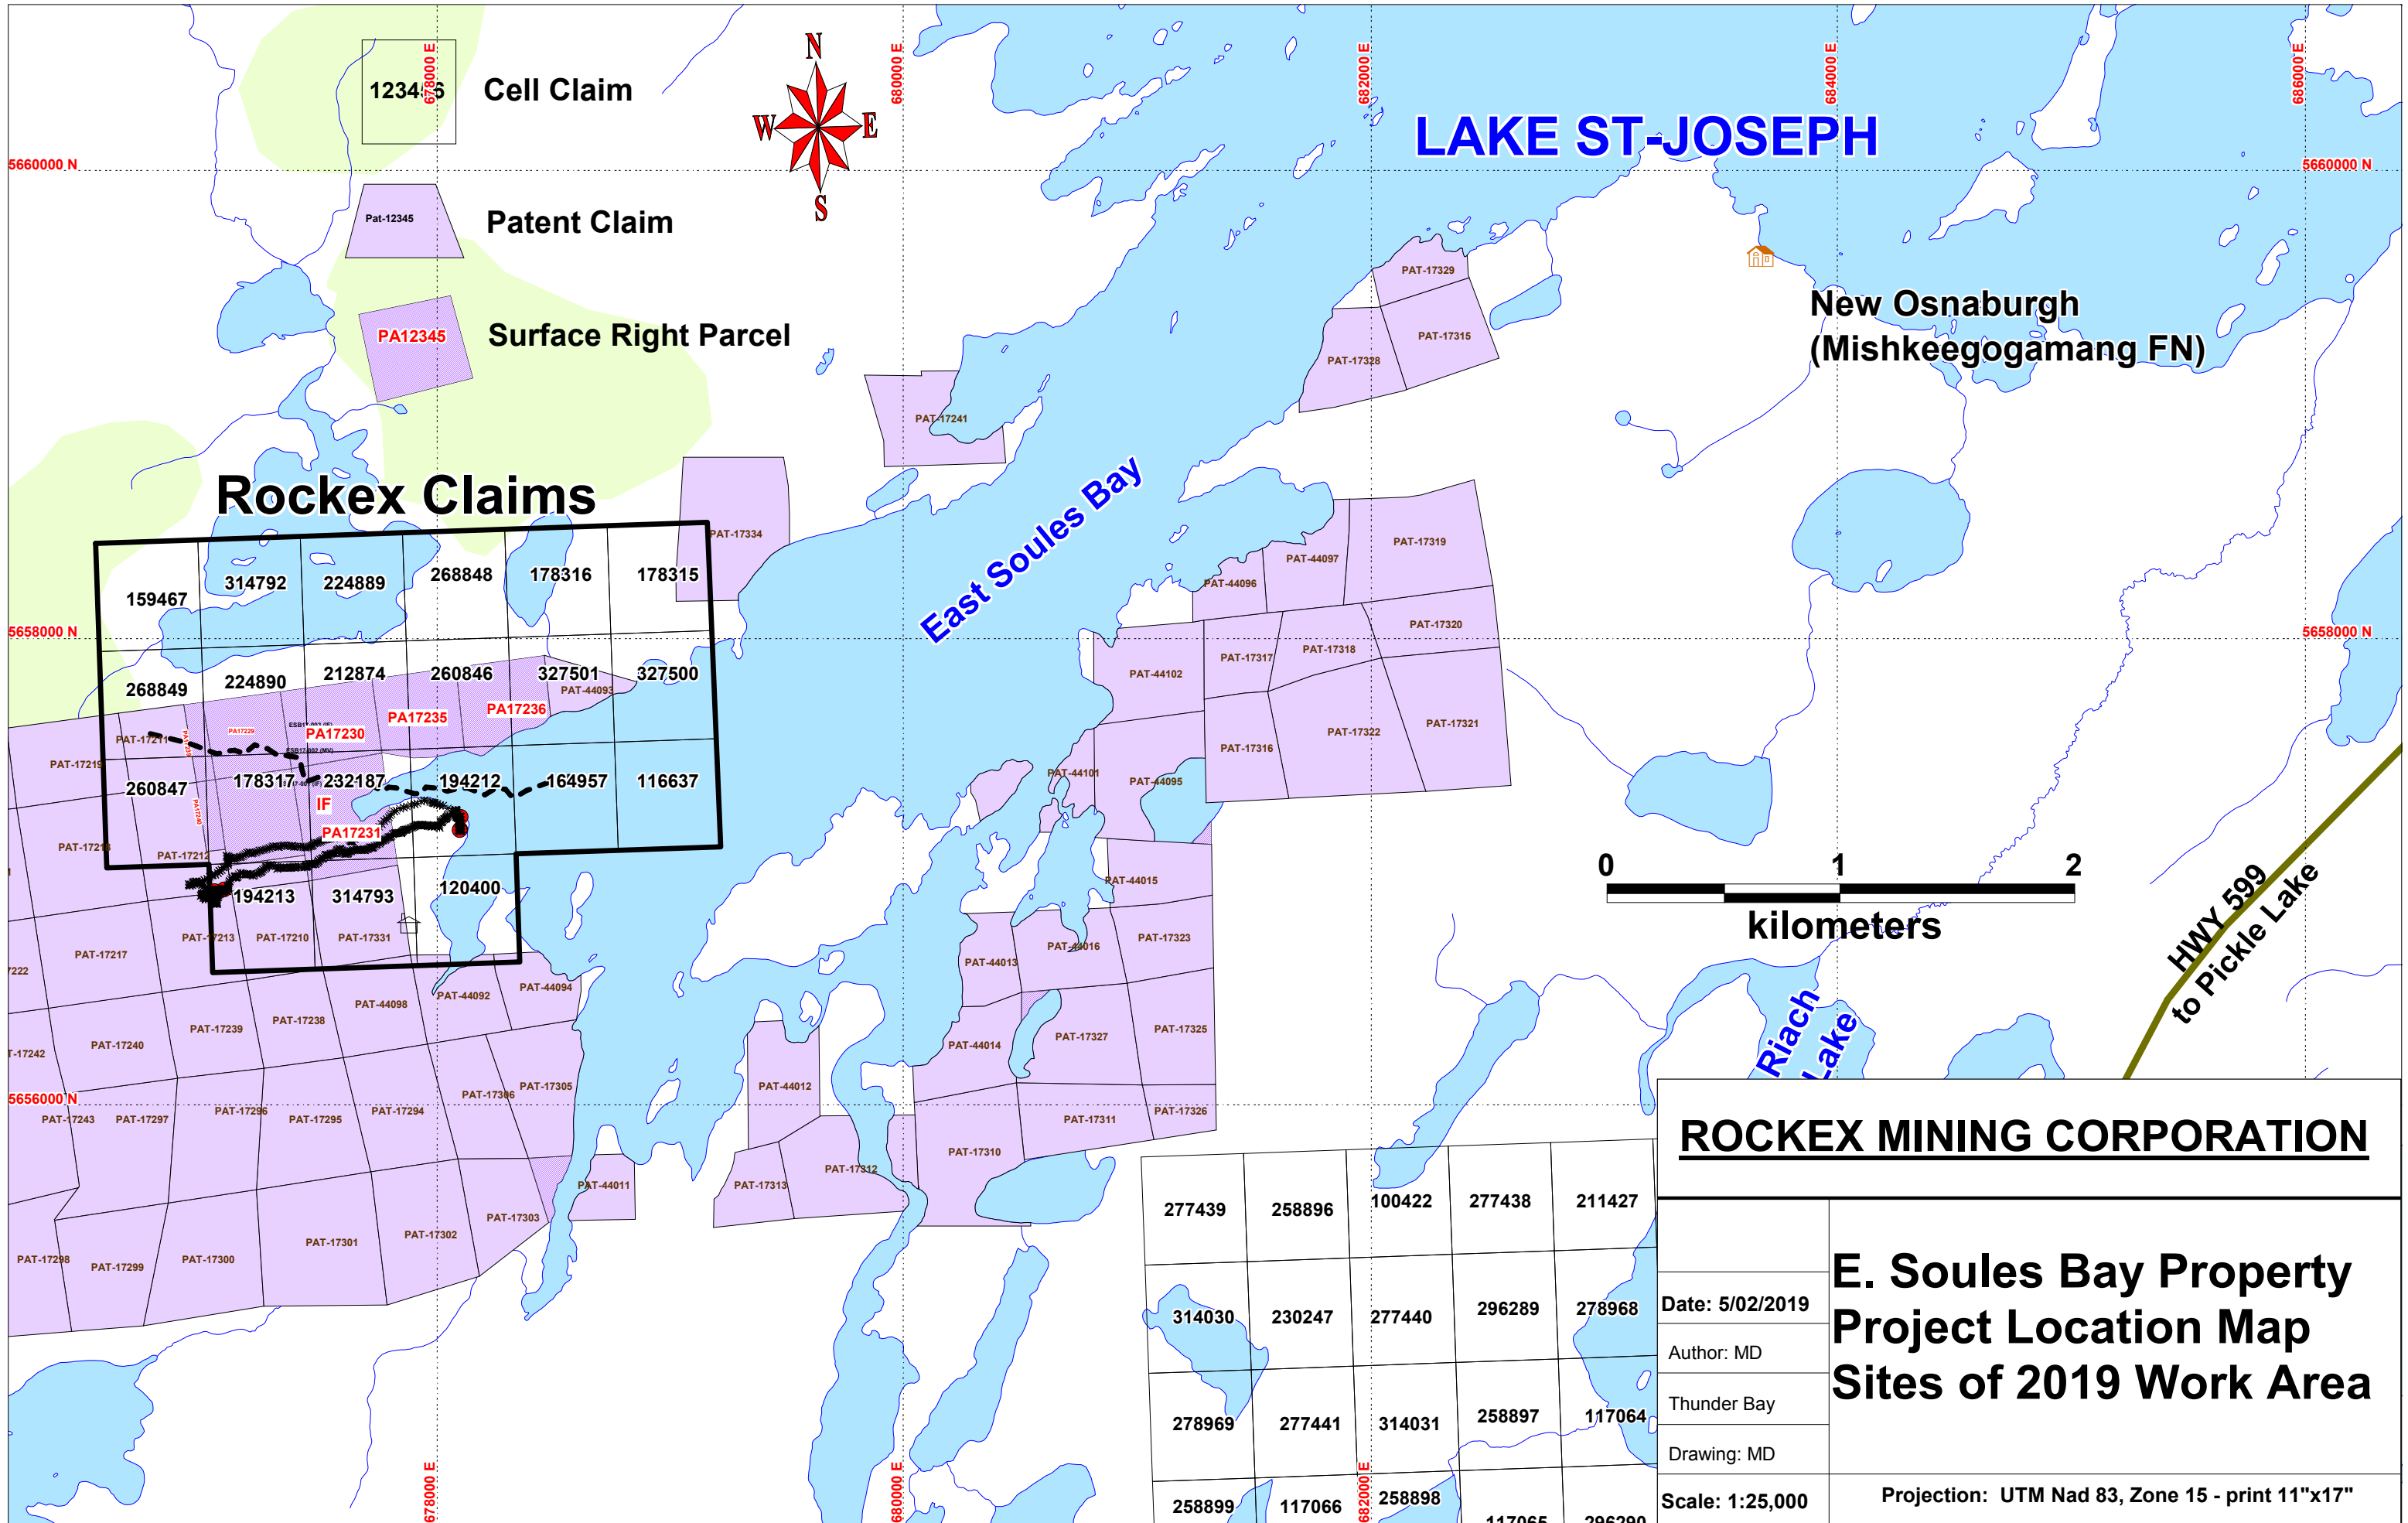 678000 E
680000 E
682000 E
684000 E
686000 E
N
W
E
S
Cell Claim
LAKE ST-JOSEPH
5660000 N
5660000 N
Pat-12345
Patent Claim
PA12345
Surface Right Parcel
PAT-17329
PAT-17315
PAT-17328
New Osnaburgh
(Mishkeegogamang FN)
PAT-17241
Rockex Claims
East Soules Bay
PAT-17334
159467
314792
224889
268848
178316
178315
PAT-44096
PAT-44097
PAT-17319
5658000 N
5658000 N
268849
224890
212874
260846
327501
327500
PAT-44093
PAT-44102
PAT-17317
PAT-17318
PAT-17320
PAT-17211
PA17229
PA17230
PA17235
PA17236
PAT-17316
PAT-17322
PAT-17321
PAT-17219
260847
178317
232187
194212
164957
116637
PAT-44101
PAT-44095
IF
PA17240
PA17231
PAT-17212
194213
314793
120400
PAT-44015
0
1
2
kilometers
PAT-17217
PAT-17213
PAT-17210
PAT-17331
PAT-44013
PAT-44016
PAT-17323
HWY 599
to Pickle Lake
7222
PAT-17239
PAT-17238
PAT-44098
PAT-44092
PAT-44094
Riach
Lake
T-17242
PAT-17240
PAT-44014
PAT-17327
PAT-17325
5656000 N
PAT-17243
PAT-17297
PAT-17296
PAT-17295
PAT-17294
PAT-17306
PAT-17305
PAT-44012
PAT-17311
PAT-17326
PAT-17310
PAT-17312
PAT-17313
PAT-44011
PAT-17298
PAT-17299
PAT-17300
PAT-17301
PAT-17302
PAT-17303
277439
258896
100422
277438
211427
314030
230247
277440
296289
278968
278969
277441
314031
258897
117064
258899
117066
258898
117065
296290
678000 E
680000 E
682000 E
ROCKEX MINING CORPORATION
E. Soules Bay Property
Project Location Map
Sites of 2019 Work Area
Date: 5/02/2019
Author: MD
Thunder Bay
Drawing: MD
Scale: 1:25,000
Projection: UTM Nad 83, Zone 15 - print 11"x17"